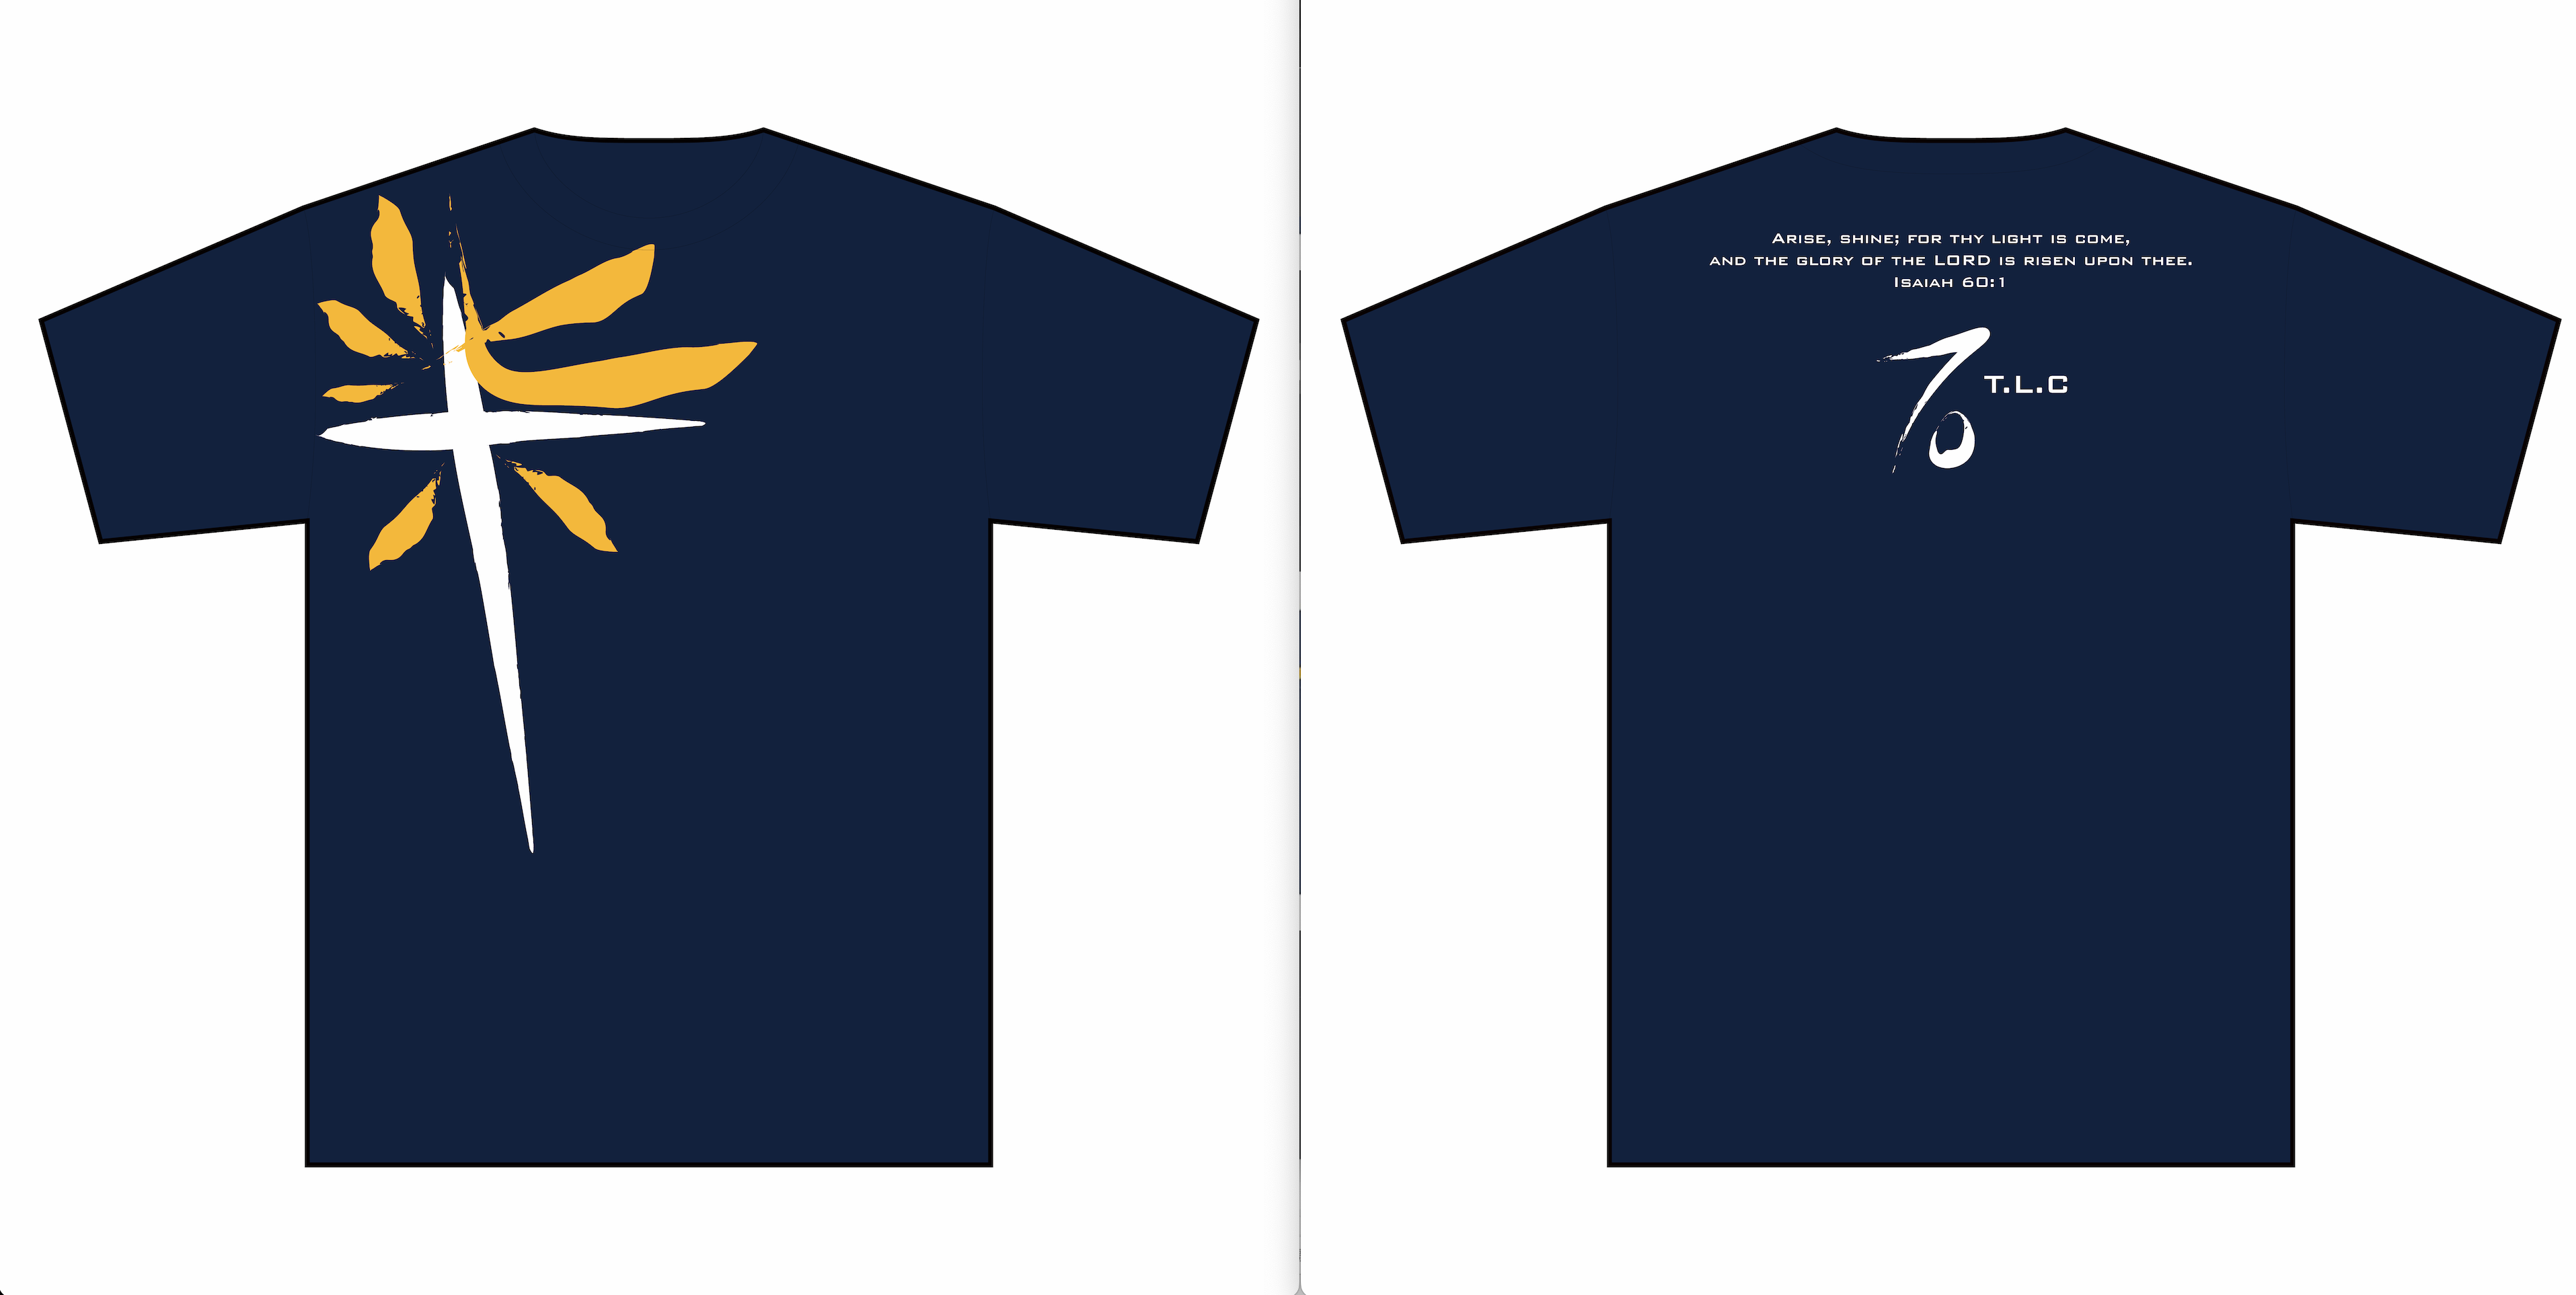 Arise, shine; for thy light is come,
and the glory of the LORD is risen upon thee.
Isaiah 60:1
70 T.L.C